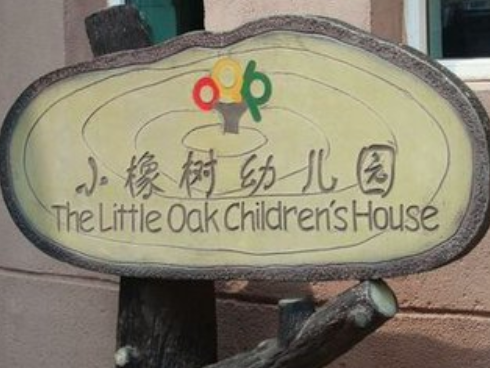 小橡树幼儿园
The Little Oak Children's House